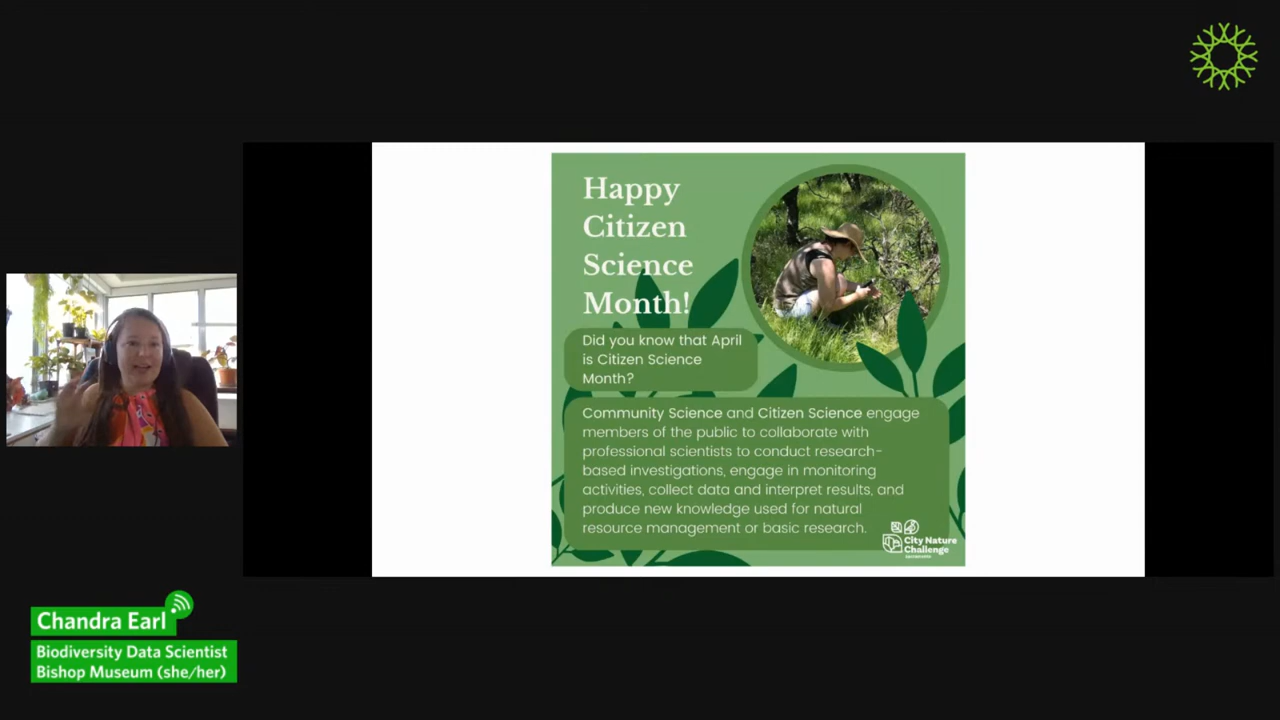 Happy
Citizen
Science
Month!
Did you know that April
is Citizen Science
Month?
Community Science and Citizen Science engage
members of the public to collaborate with
professional scientists to conduct research-
based investigations, engage in monitoring
activities, collect data and interpret results, and
produce new knowledge used for natural
resource management or basic research.
City Nature
Challenge
Chandra Earl
Biodiversity Data Scientist
Bishop Museum (she/her)